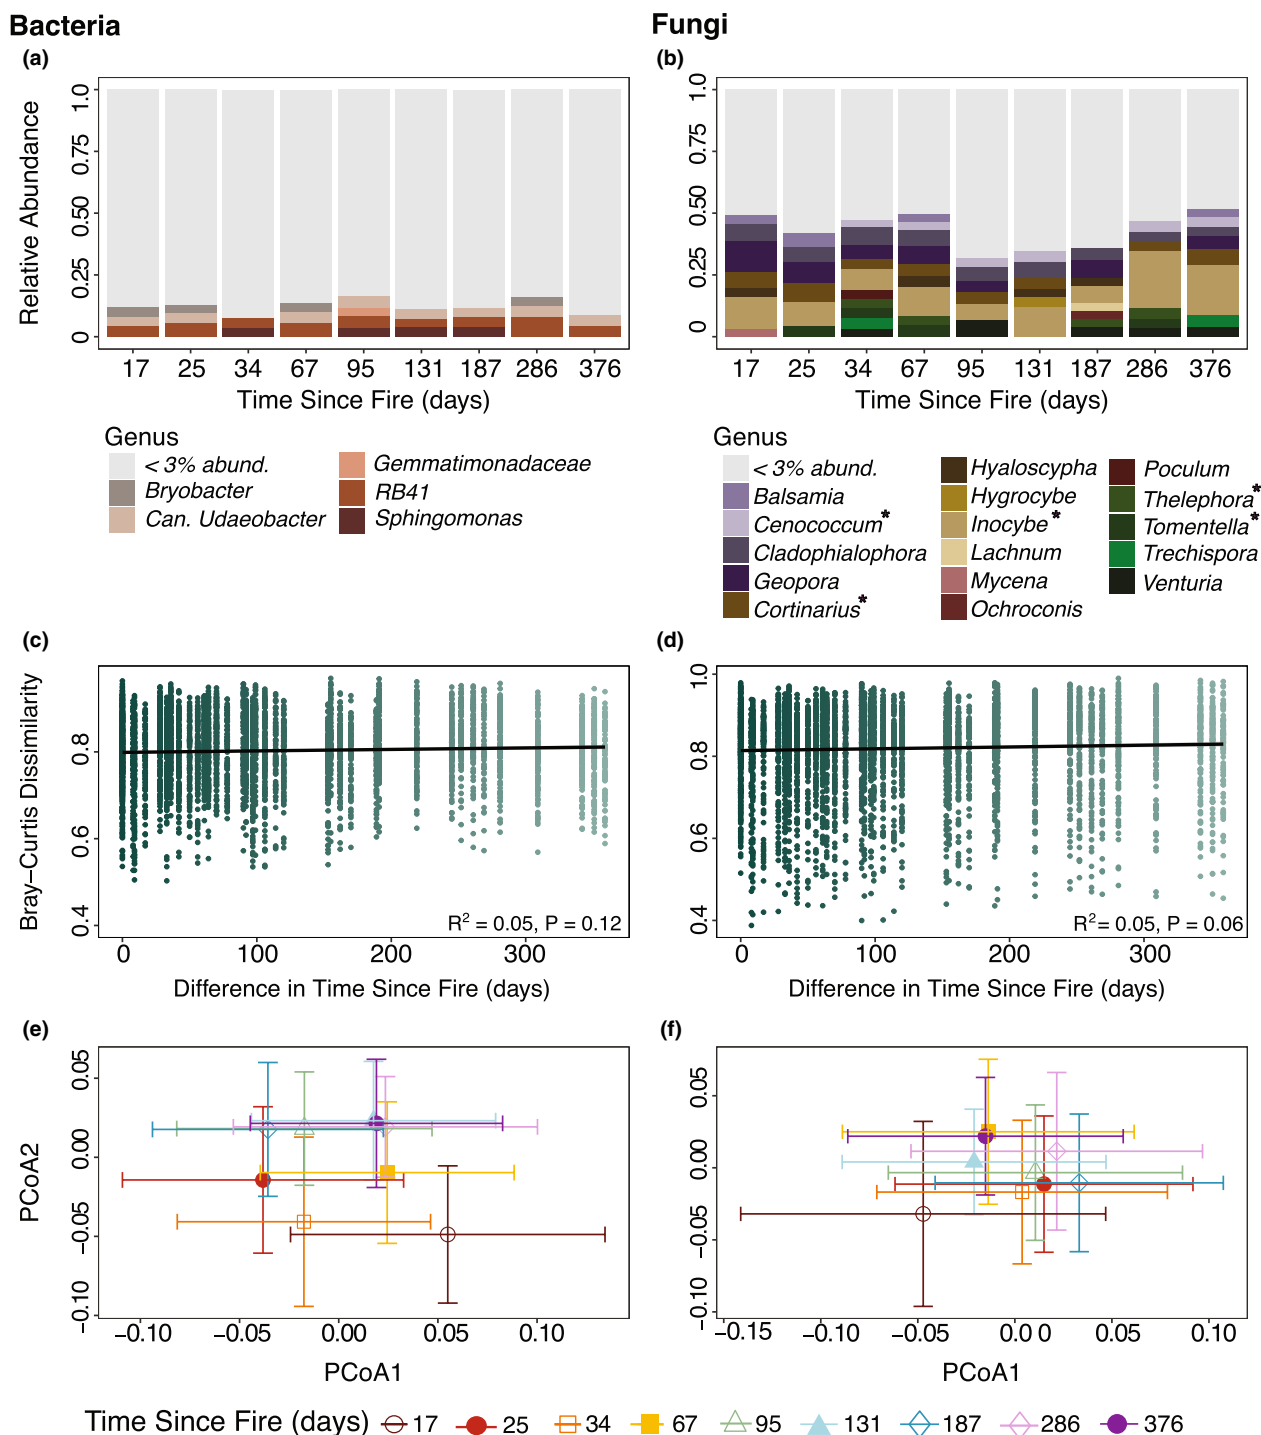 Bacteria
Fungi
(a)
(b)
Relative Abundance
1.0
0.75
0.50
0.25
0
17 25 34 67 95 131 187 286 376
Time Since Fire (days)
1.0
0.75
0.50
0.25
0
17 25 34 67 95 131 187 286 376
Time Since Fire (days)
Genus
< 3% abund.
Bryobacter
Can. Udaeobacter
Gemmatimonadaceae
RB41
Sphingomonas
Genus
< 3% abund.
Balsamia
Cenococcum*
Cladophialophora
Geopora
Cortinarius*
Hyaloscypha
Hygrocybe
Inocybe*
Lachnum
Mycena
Ochroconis
Poculum
Thelephora*
Tomentella*
Trechispora
Venturia
(c)
(d)
Bray−Curtis Dissimilarity
0.8
0.6
0.4
R² = 0.05, P = 0.12
0 100 200 300
Difference in Time Since Fire (days)
1.0
0.8
0.6
0.4
R² = 0.05, P = 0.06
0 100 200 300
Difference in Time Since Fire (days)
(e)
(f)
PCoA2
0.05
0.00
−0.05
−0.10
−0.10 −0.05 0.00 0.05 0.10
PCoA1
0.05
0.00
−0.05
−0.10
−0.15 −0.10 −0.05 0.0 0 0.05 0.10
PCoA1
Time Since Fire (days) 17 25 34 67 95 131 187 286 376